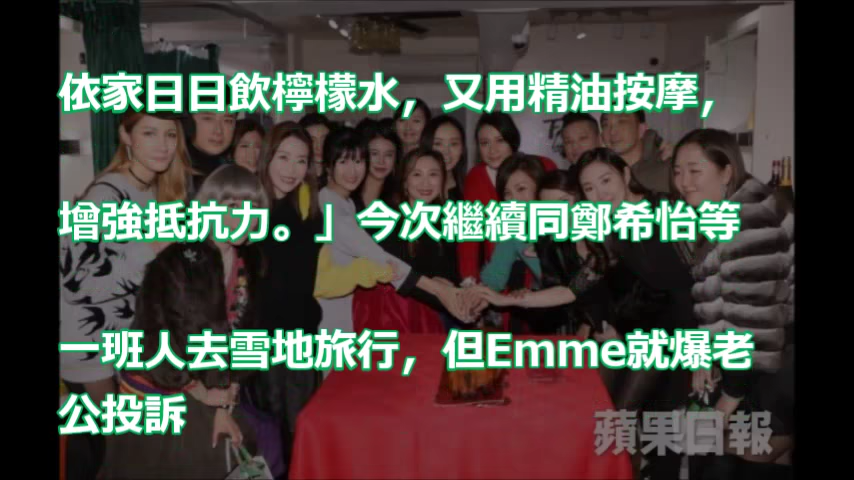 依家日日飲檸檬水，又用精油按摩，
增強抵抗力。」今次繼續同鄭希怡等
一班人去雪地旅行，但Emme就爆老
公投訴
蘋果日報